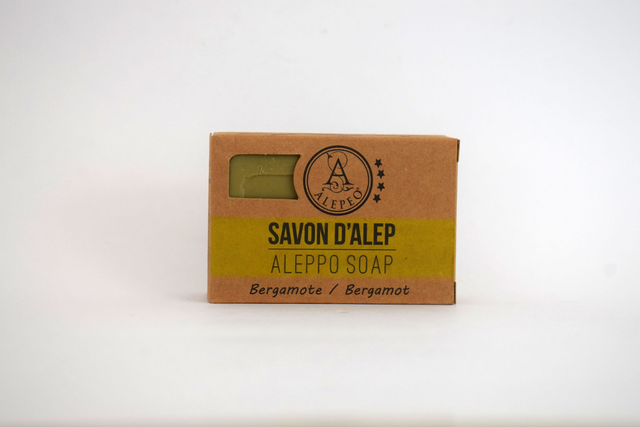 A
ALEPEO
SAVON D'ALEP
ALEPPO SOAP
Bergamote / Bergamot